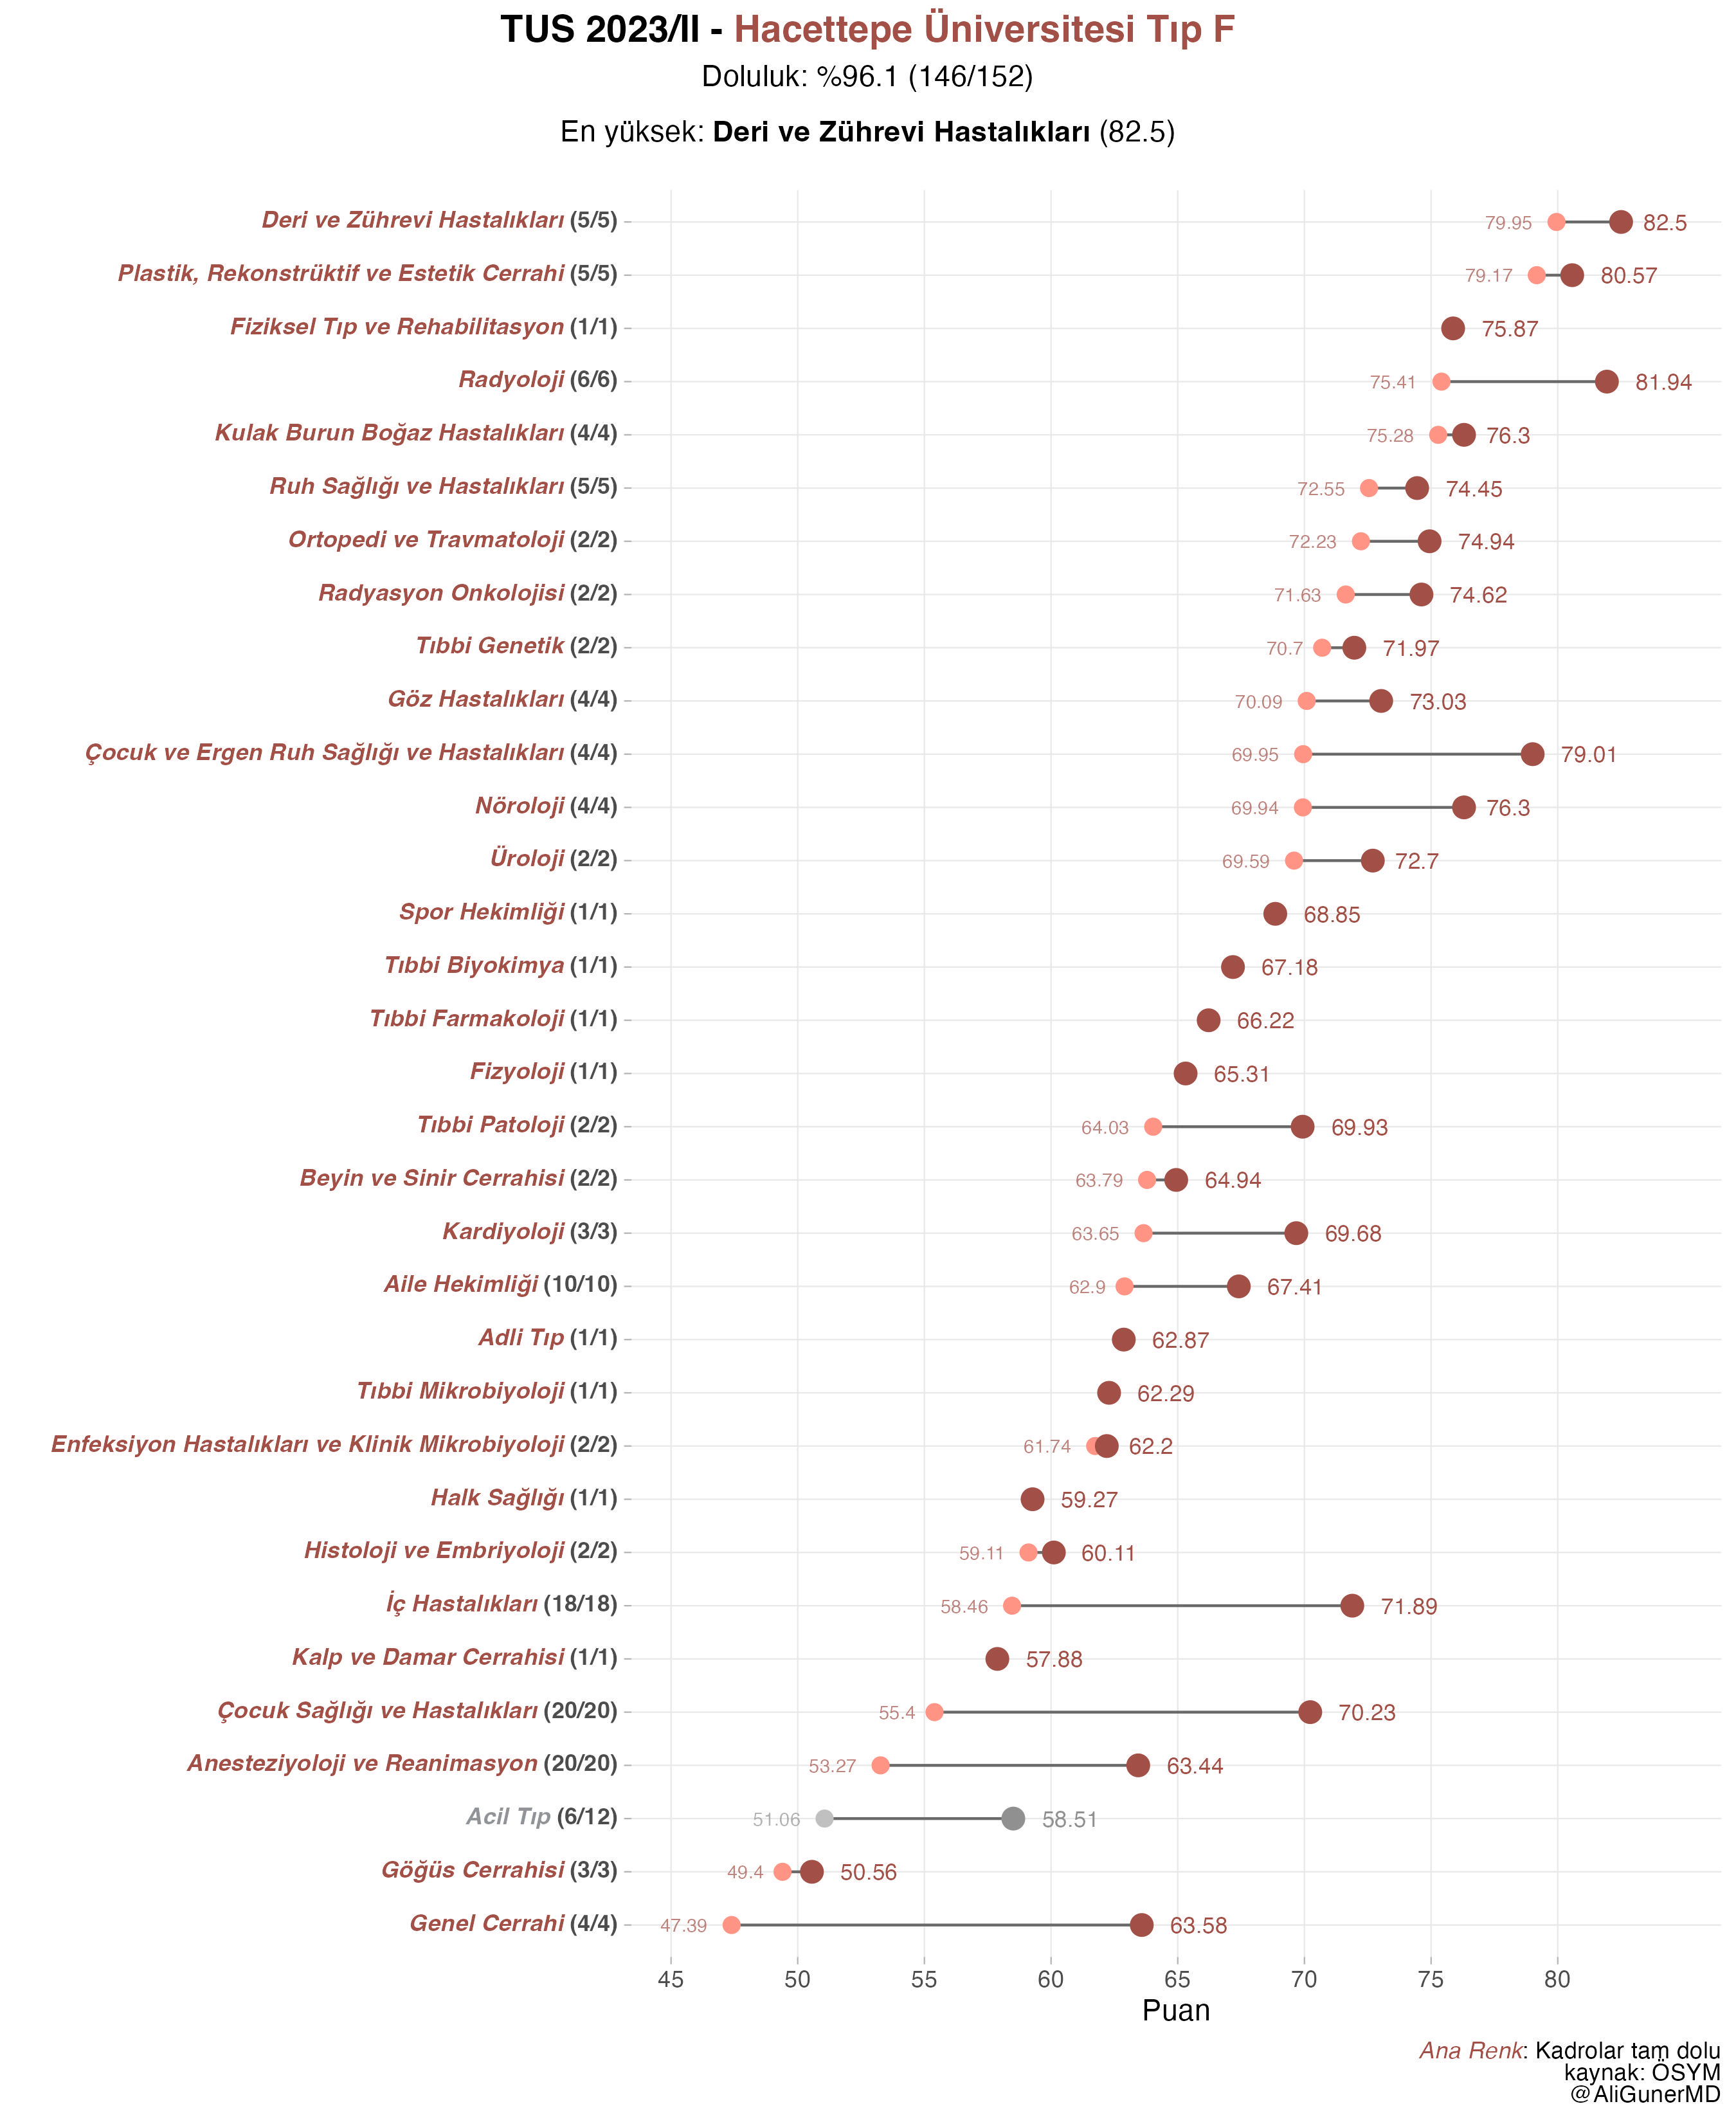 TUS 2023/II - Hacettepe Üniversitesi Tıp F
Doluluk: %96.1 (146/152)
En yüksek: Deri ve Zührevi Hastalıkları (82.5)
Deri ve Zührevi Hastalıkları (5/5) 79.95 82.5
Plastik, Rekonstrüktif ve Estetik Cerrahi (5/5) 79.17 80.57
Fiziksel Tıp ve Rehabilitasyon (1/1) 75.87
Radyoloji (6/6) 75.41 81.94
Kulak Burun Boğaz Hastalıkları (4/4) 75.28 76.3
Ruh Sağlığı ve Hastalıkları (5/5) 72.55 74.45
Ortopedi ve Travmatoloji (2/2) 72.23 74.94
Radyasyon Onkolojisi (2/2) 71.63 74.62
Tıbbi Genetik (2/2) 70.7 71.97
Göz Hastalıkları (4/4) 70.09 73.03
Çocuk ve Ergen Ruh Sağlığı ve Hastalıkları (4/4) 69.95 79.01
Nöroloji (4/4) 69.94 76.3
Üroloji (2/2) 69.59 72.7
Spor Hekimliği (1/1) 68.85
Tıbbi Biyokimya (1/1) 67.18
Tıbbi Farmakoloji (1/1) 66.22
Fizyoloji (1/1) 65.31
Tıbbi Patoloji (2/2) 64.03 69.93
Beyin ve Sinir Cerrahisi (2/2) 63.79 64.94
Kardiyoloji (3/3) 63.65 69.68
Aile Hekimliği (10/10) 62.9 67.41
Adli Tıp (1/1) 62.87
Tıbbi Mikrobiyoloji (1/1) 62.29
Enfeksiyon Hastalıkları ve Klinik Mikrobiyoloji (2/2) 61.74 62.2
Halk Sağlığı (1/1) 59.27
Histoloji ve Embriyoloji (2/2) 59.11 60.11
İç Hastalıkları (18/18) 58.46 71.89
Kalp ve Damar Cerrahisi (1/1) 57.88
Çocuk Sağlığı ve Hastalıkları (20/20) 55.4 70.23
Anesteziyoloji ve Reanimasyon (20/20) 53.27 63.44
Acil Tıp (6/12) 51.06 58.51
Göğüs Cerrahisi (3/3) 49.4 50.56
Genel Cerrahi (4/4) 47.39 63.58
45 50 55 60 65 70 75 80
Puan
Ana Renk: Kadrolar tam dolu
kaynak: ÖSYM
@AliGunerMD